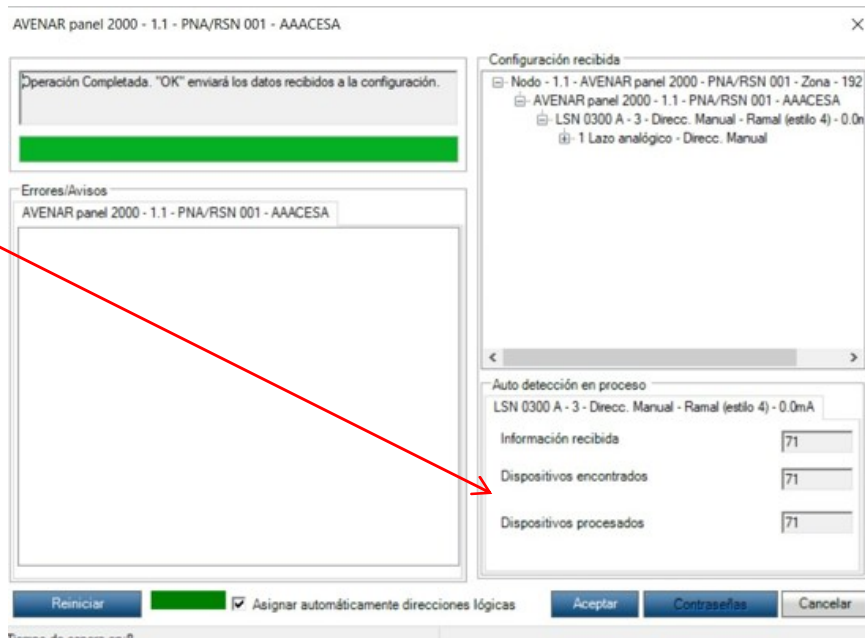 AVENAR panel 2000 - 1.1 - PNA/RSN 001 - AAACESA
Operación Completada. "OK" enviará los datos recibidos a la configuración.
Errores/Avisos
AVENAR panel 2000 - 1.1 - PNA/RSN 001 - AAACESA
Configuración recibida
Nodo - 1.1 - AVENAR panel 2000 - PNA/RSN 001 - Zona - 192
AVENAR panel 2000 - 1.1 - PNA/RSN 001 - AAACESA
LSN 0300 A - 3 - Direcc. Manual - Ramal (estilo 4) - 0.0m
1 Lazo analógico - Direcc. Manual
Auto detección en proceso
LSN 0300 A - 3 - Direcc. Manual - Ramal (estilo 4) - 0.0mA
Información recibida 71
Dispositivos encontrados 71
Dispositivos procesados 71
Reiniciar Asignar automáticamente direcciones lógicas Aceptar Contraseñas Cancelar